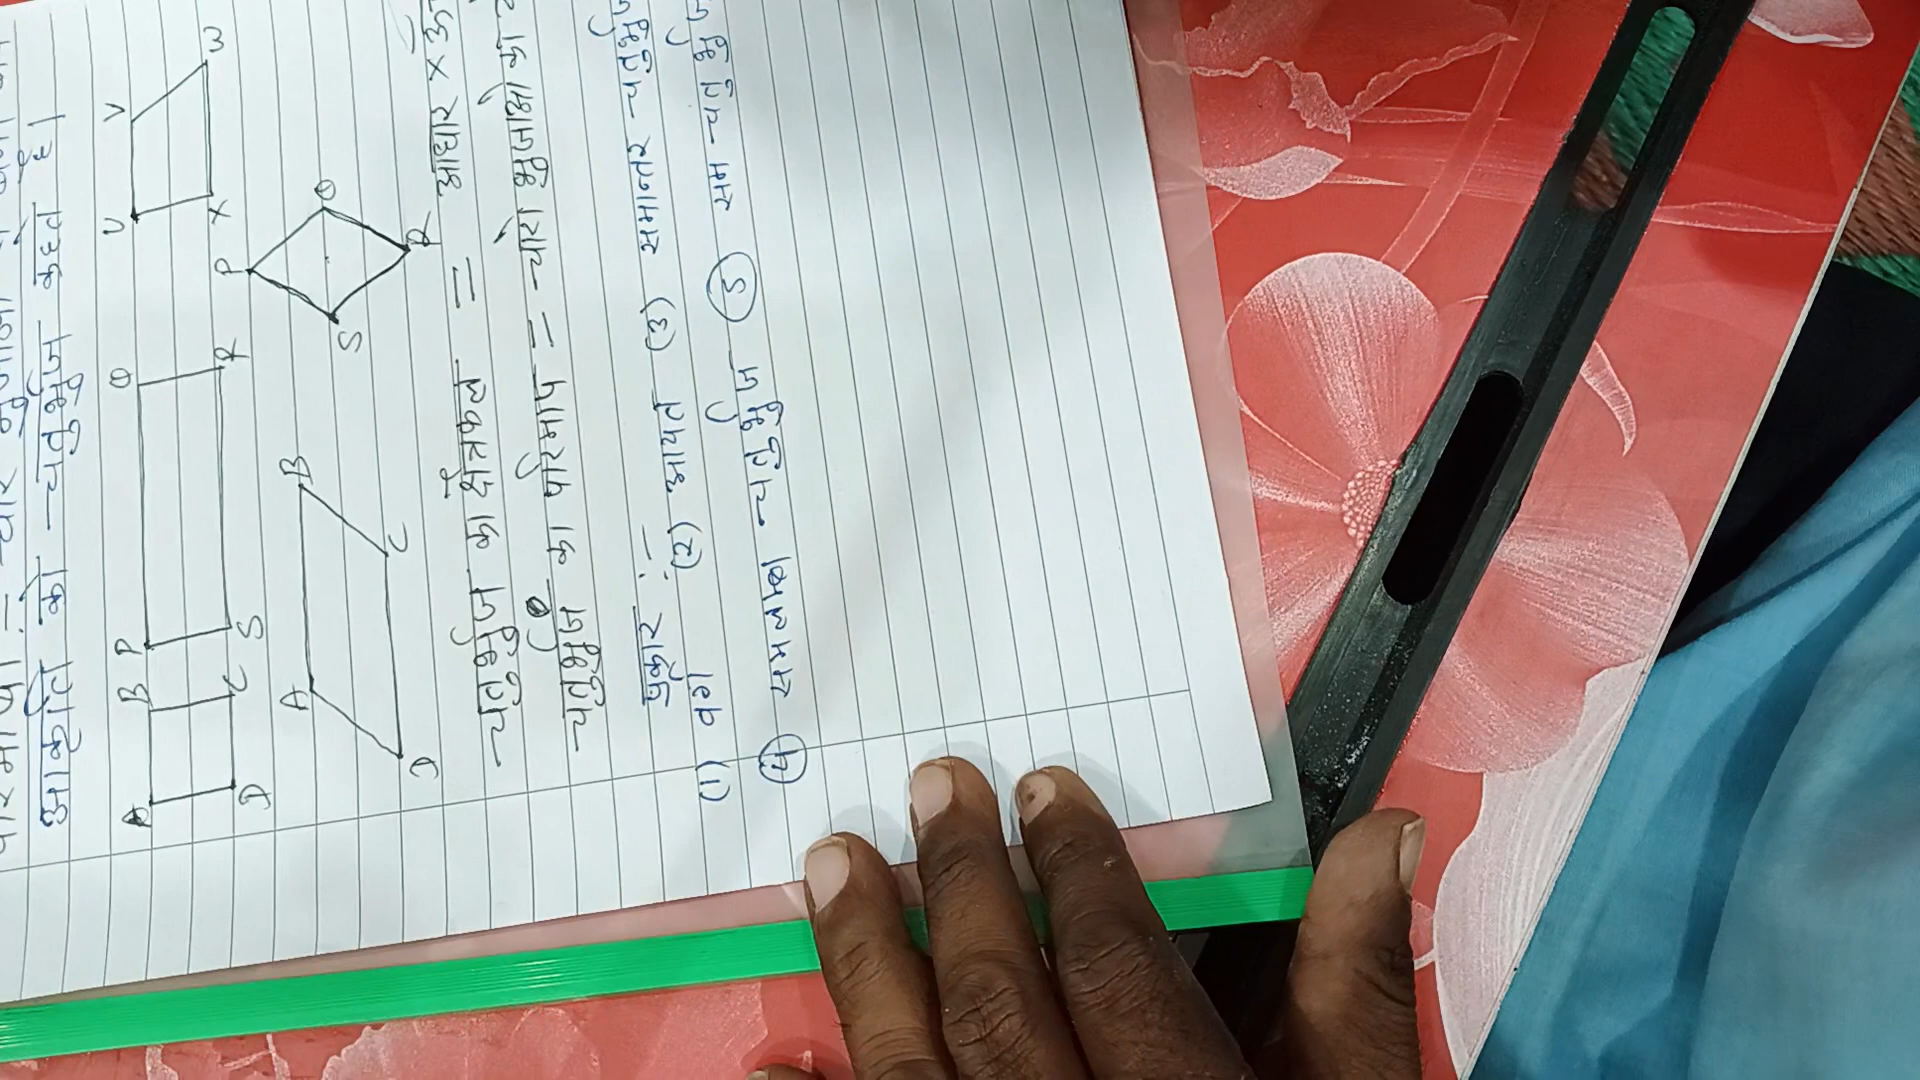 परिभाषा :- चार
आकृति को चतुर्भुज कहते है।
A B P Q U V
D C S R X W
A B P Q
D C S R
चतुर्भुज का क्षेत्रफल = आधार ×
चतुर्भुज का परिमाप = चारो भुजाओ का
प्रकार :-
(1) वर्ग (2) आयत (3) समान्तर चतुर्भुज
(4) समलम्ब चतुर्भुज (5) सम चतुर्भुज